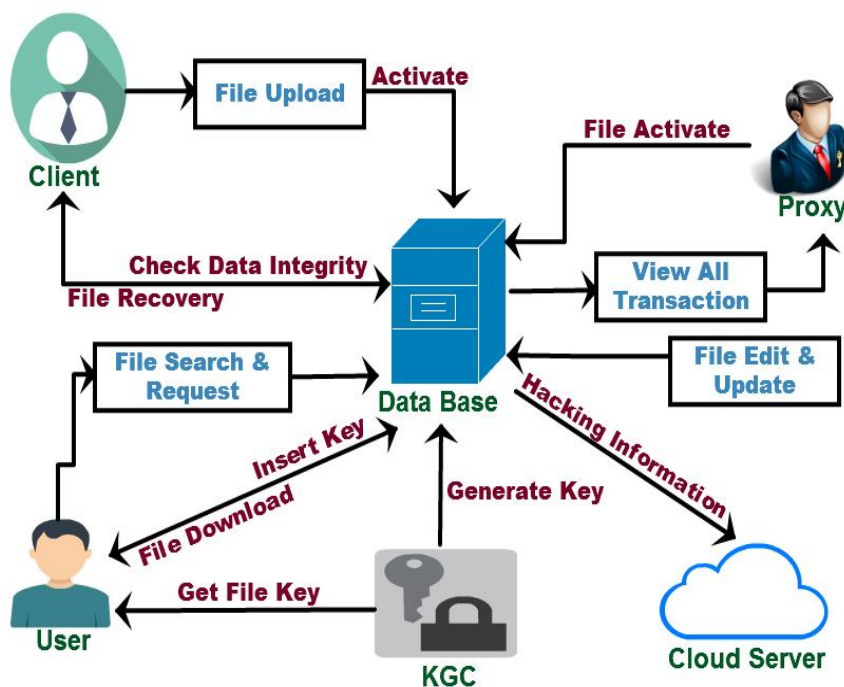 File Upload
Activate
Client
File Activate
Proxy
Check Data Integrity
File Recovery
View All
Transaction
File Search &
Request
File Edit &
Update
Data Base
Insert Key
File Download
Hacking Information
Generate Key
Get File Key
User
KGC
Cloud Server